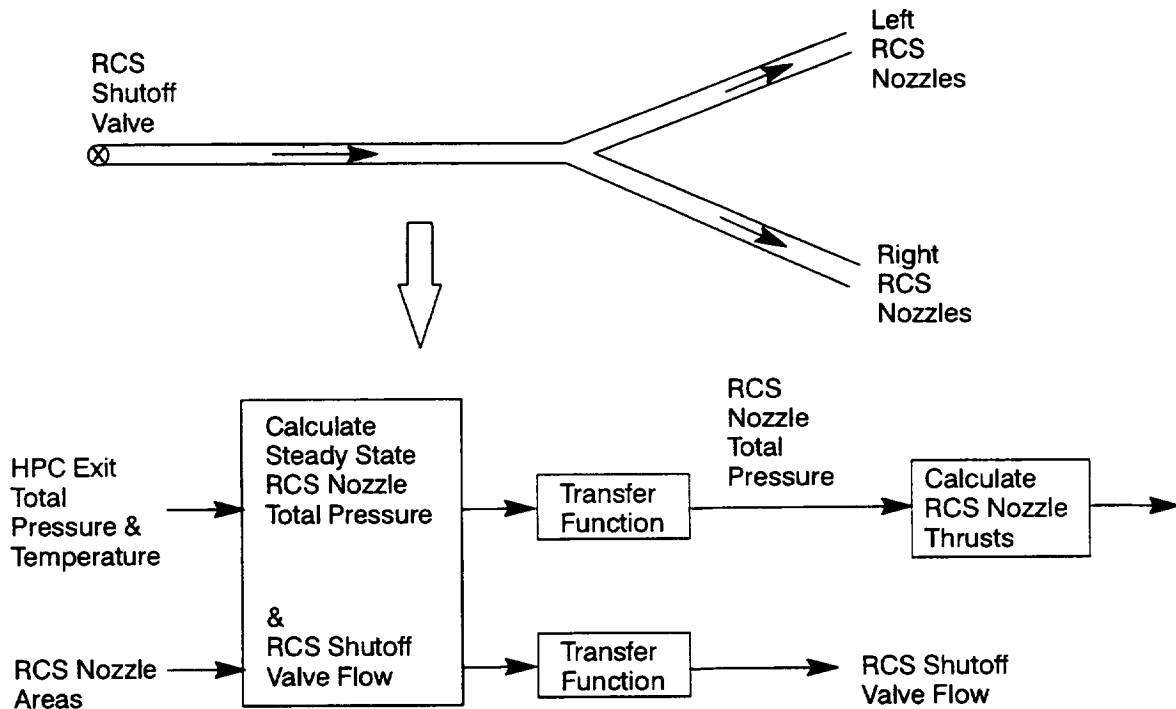 RCS
Shutoff
Valve
Left
RCS
Nozzles
Right
RCS
Nozzles
HPC Exit
Total
Pressure &
Temperature
RCS Nozzle
Areas
Calculate
Steady State
RCS Nozzle
Total Pressure
&
RCS Shutoff
Valve Flow
Transfer
Function
Transfer
Function
RCS
Nozzle
Total
Pressure
Calculate
RCS Nozzle
Thrusts
RCS Shutoff
Valve Flow